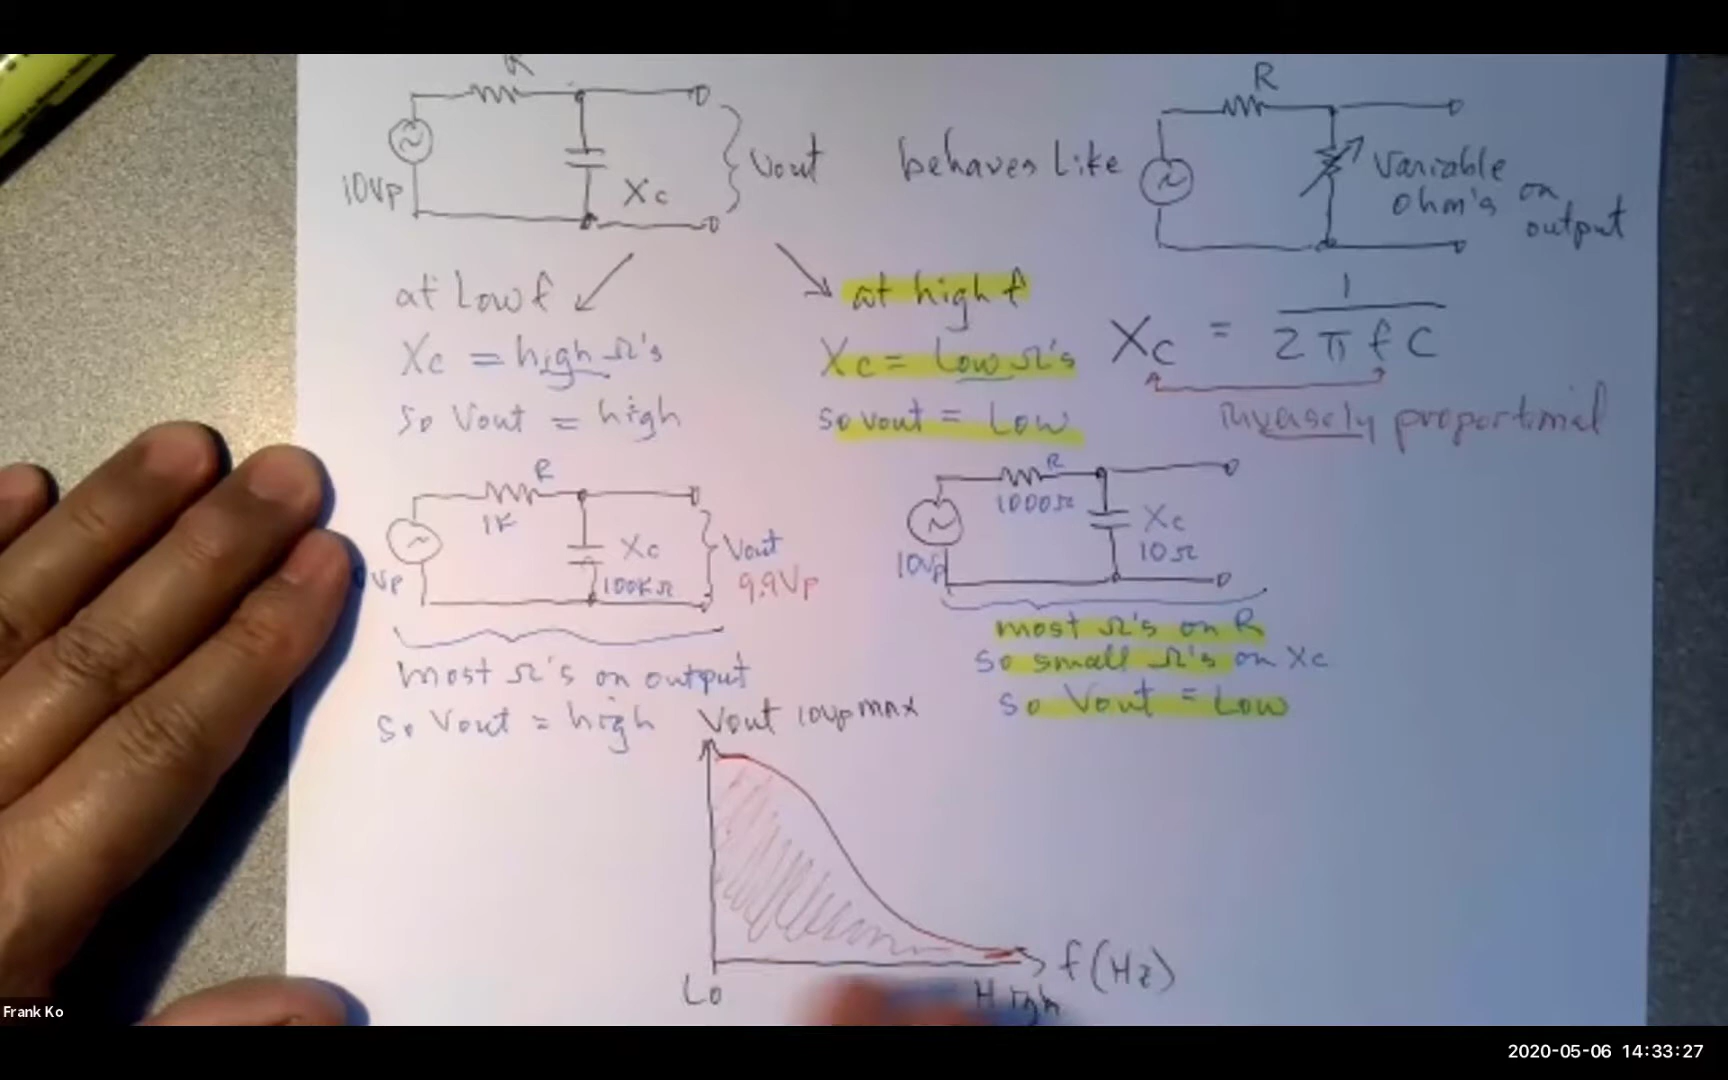 R
10Vp
Xc
Vout
behaves Like
R
Variable
Ohm's on
output
at Low f
Xc = high Ω's
so Vout = high
at high f
Xc = Low Ω's
so vout = Low
Xc = 1
2 π f C
inversely proportional
R
1K
Xc
100KΩ
Vout
9.9Vp
Vp
most Ω's on output
so Vout = high
R
1000Ω
10Vp
Xc
10Ω
most Ω's on R
so small Ω's on Xc
so Vout = Low
Vout 10Vp max
Lo
High
f (Hz)
Frank Ko
2020-05-06 14:33:27